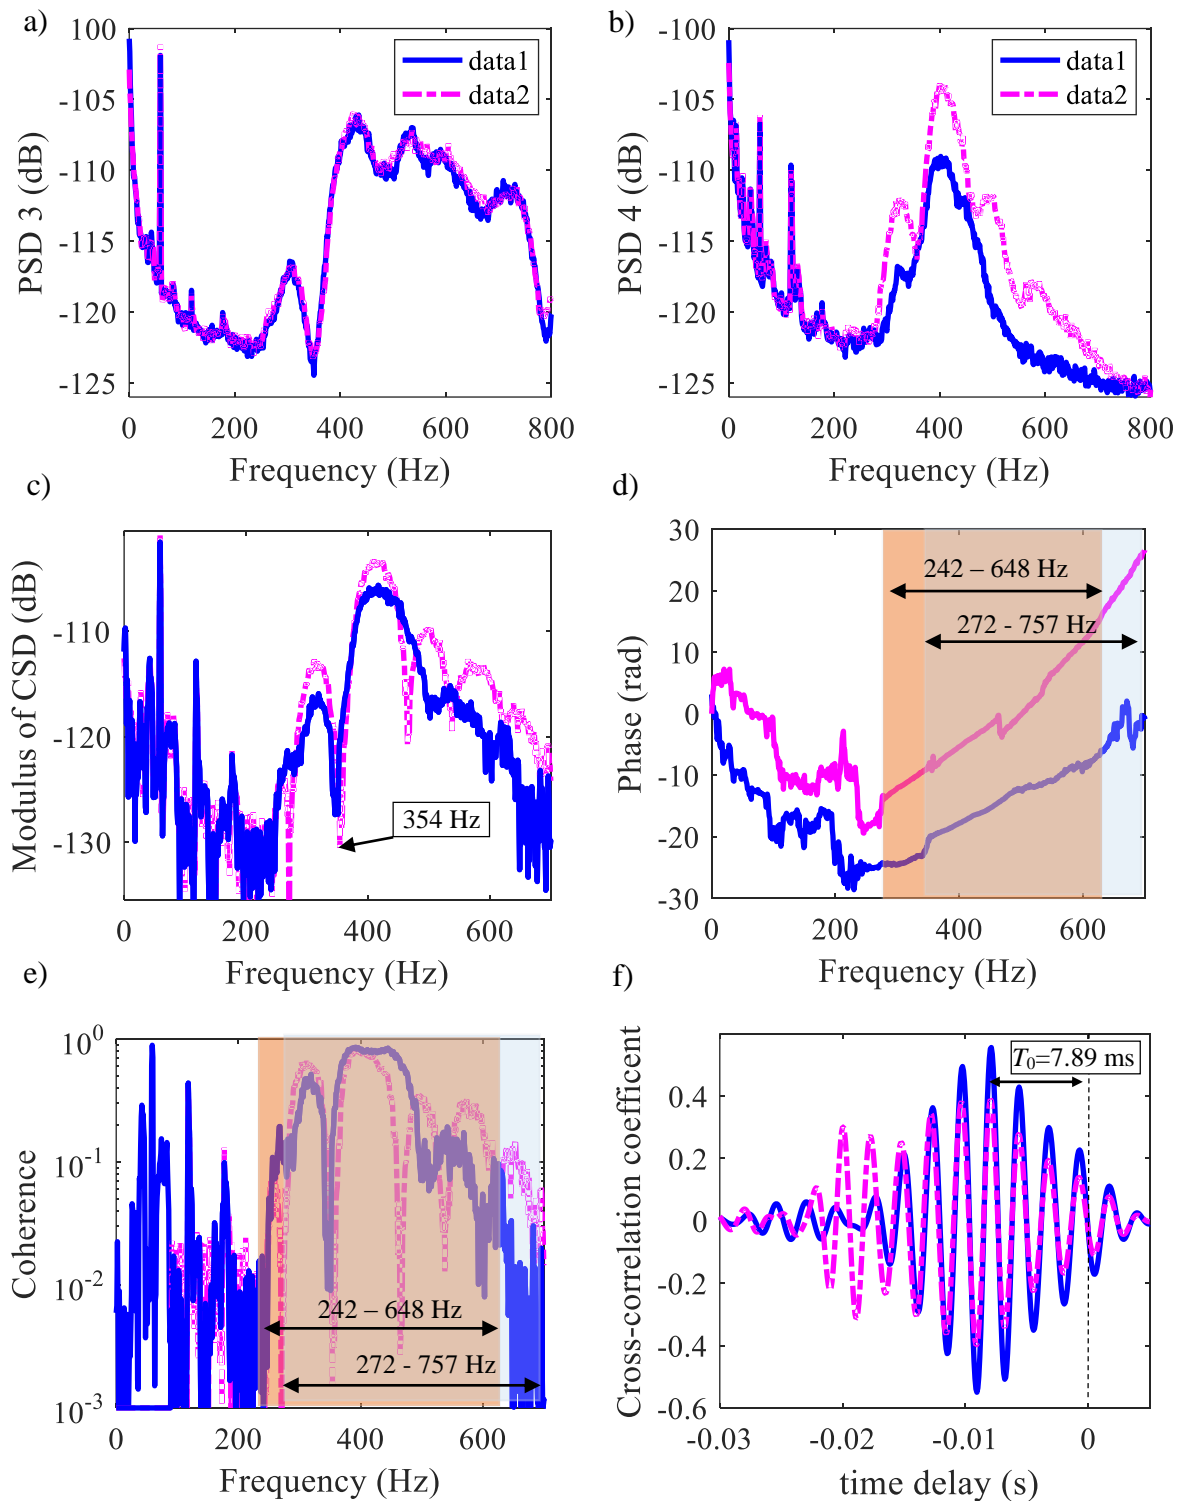 a)
100
-105
-110
-115
-120
-125
PSD 3 (dB)
data1
data2
0
200
400
600
800
Frequency (Hz)
b)
-100
-105
-110
-115
-120
-125
PSD 4 (dB)
data1
data2
0
200
400
600
800
Frequency (Hz)
c)
-110
-120
-130
Modulus of CSD (dB)
354 Hz
0
200
400
600
Frequency (Hz)
d)
30
20
10
0
-10
-20
-30
Phase (rad)
242 – 648 Hz
272 - 757 Hz
0
200
400
600
Frequency (Hz)
e)
10^0
10^-1
10^-2
10^-3
Coherence
242 – 648 Hz
272 - 757 Hz
0
200
400
600
Frequency (Hz)
f)
0.4
0.2
0
-0.2
-0.4
-0.6
Cross-correlation coefficent
T0=7.89 ms
-0.03
-0.02
-0.01
0
time delay (s)